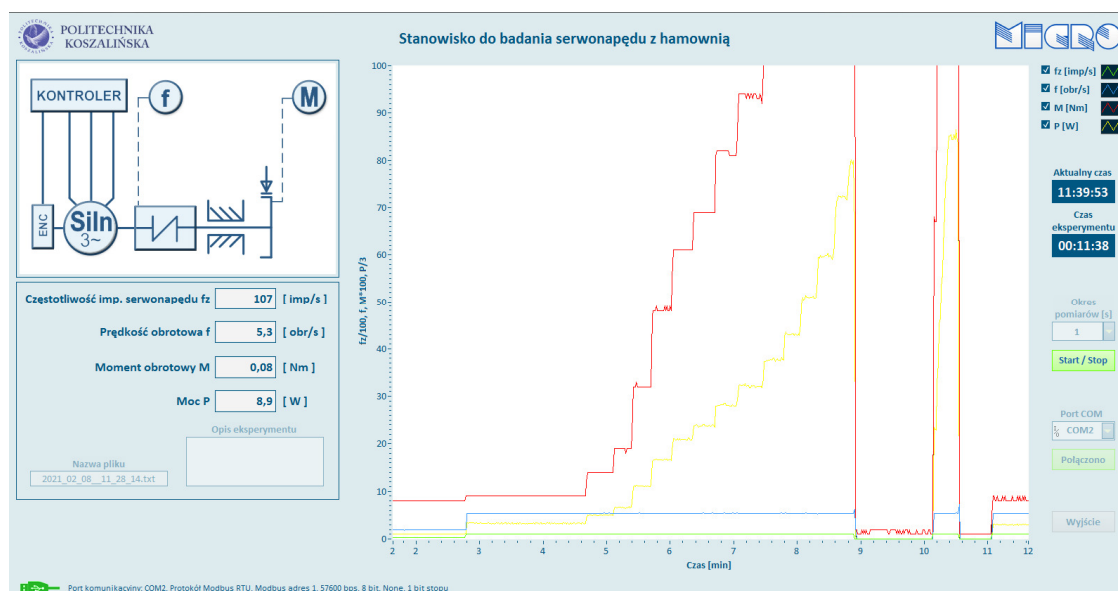 POLITECHNIKA
KOSZALIŃSKA
Stanowisko do badania serwonapędu z hamownią
MIGRO
KONTROLER
f
M
ENC
Siln
3~
Częstotliwość imp. serwonapędu fz 107 [ imp/s ]
Prędkość obrotowa f 5,3 [ obr/s ]
Moment obrotowy M 0,08 [ Nm ]
Moc P 8,9 [ W ]
Opis eksperymentu
Nazwa pliku
2021_02_08__11_28_14.txt
fz/100, f, M*100, P/3
100
90
80
70
60
50
40
30
20
10
0
2 2 3 4 5 6 7 8 9 10 11 12
Czas [min]
fz [imp/s]
f [obr/s]
M [Nm]
P [W]
Aktualny czas
11:39:53
Czas
eksperymentu
00:11:38
Okres
pomiarów [s]
1
Start / Stop
Port COM
COM2
Połączono
Wyjście
Port komunikacyjny: COM2, Protokół Modbus RTU, Modbus adres 1, 57600 bps, 8 bit, None, 1 bit stopu